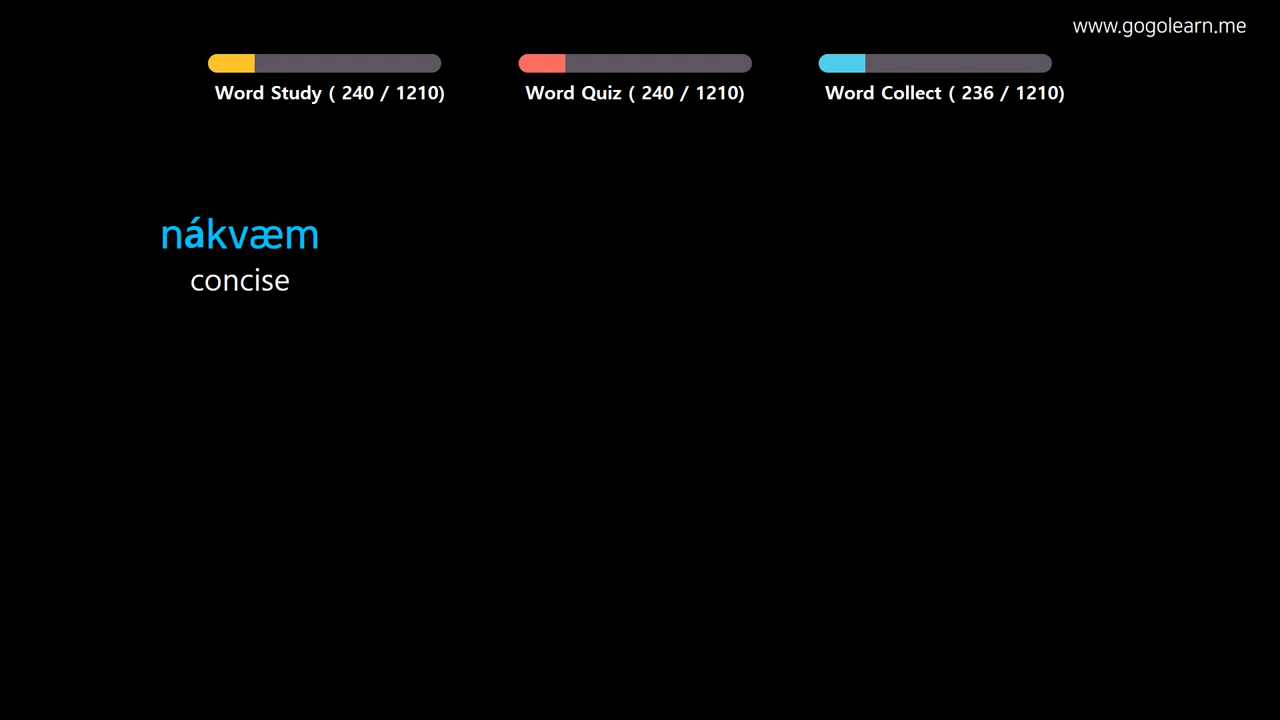 www.gogolearn.me
Word Study ( 240 / 1210)
Word Quiz ( 240 / 1210)
Word Collect ( 236 / 1210)
nákvæm
concise